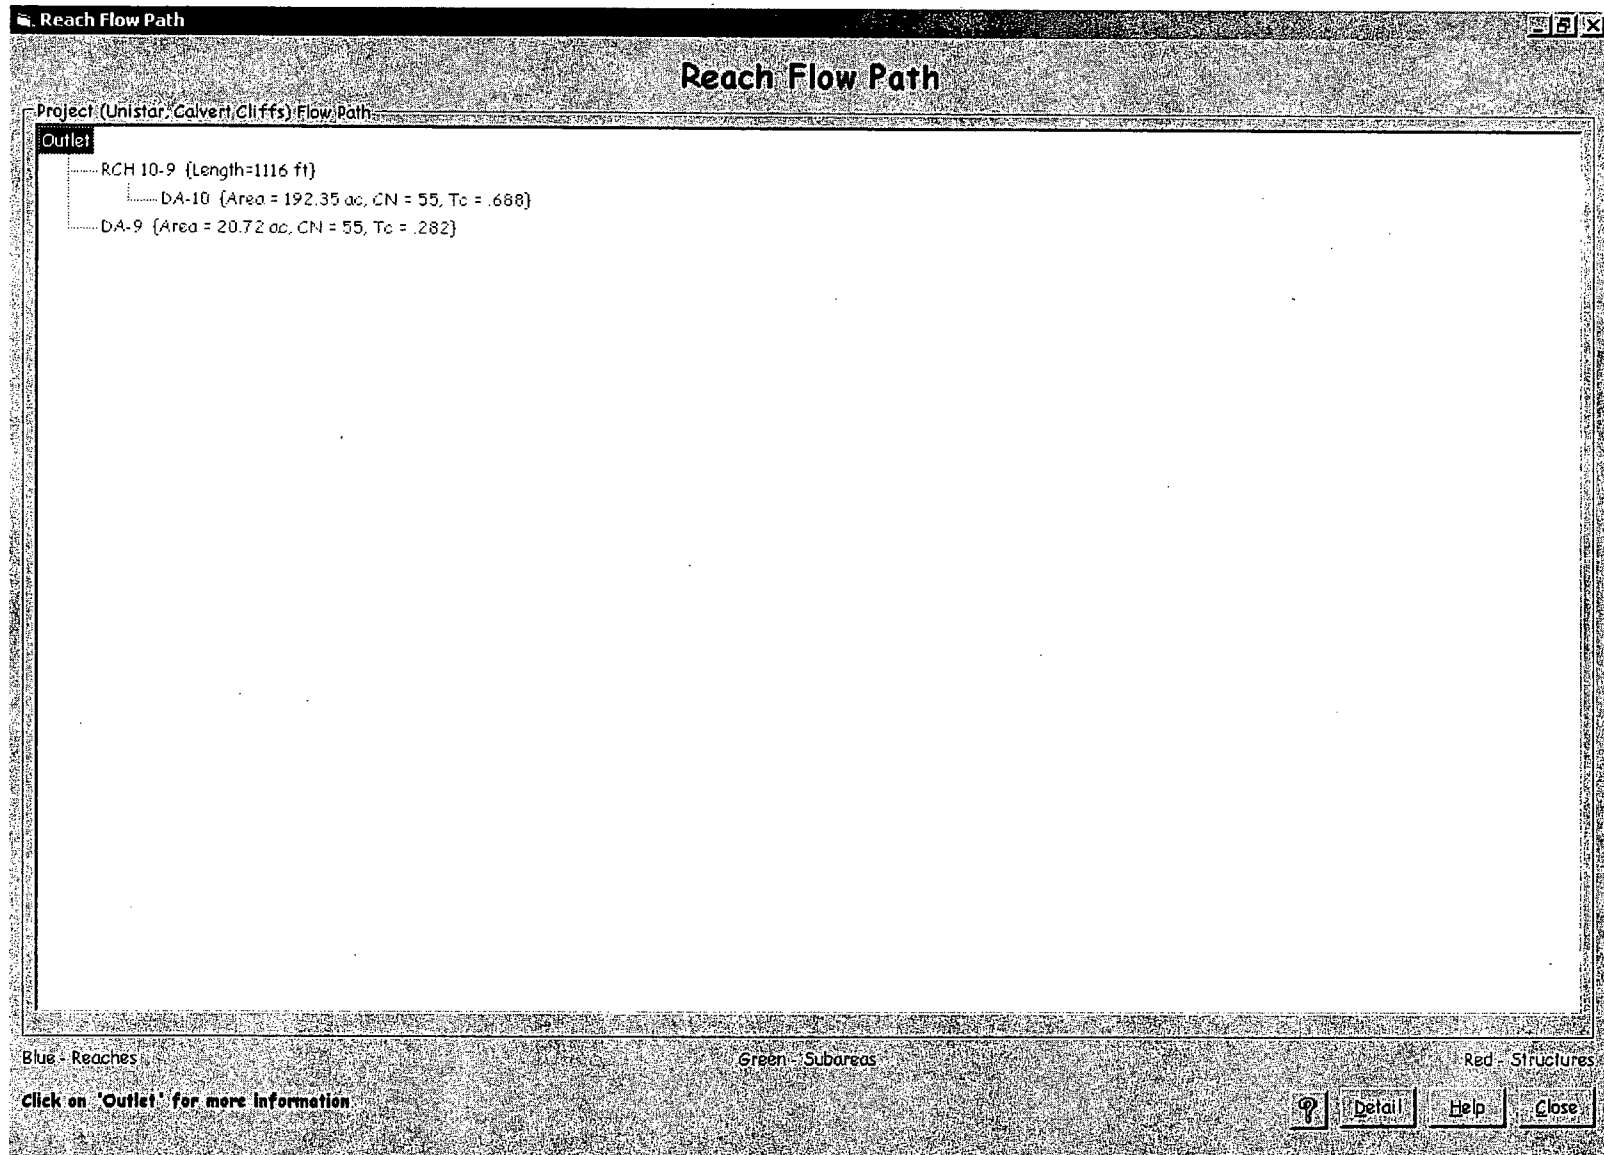 Reach Flow Path
Reach Flow Path
Project (Unistar, Calvert Cliffs) Flow Path
Outlet
RCH 10-9 {Length=1116 ft}
DA-10 {Area = 192.35 ac, CN = 55, Tc = .688}
DA-9 {Area = 20.72 ac, CN = 55, Tc = .282}
Blue - Reaches
Green - Subareas
Red - Structures
Click on 'Outlet' for more information
? Detail Help Close